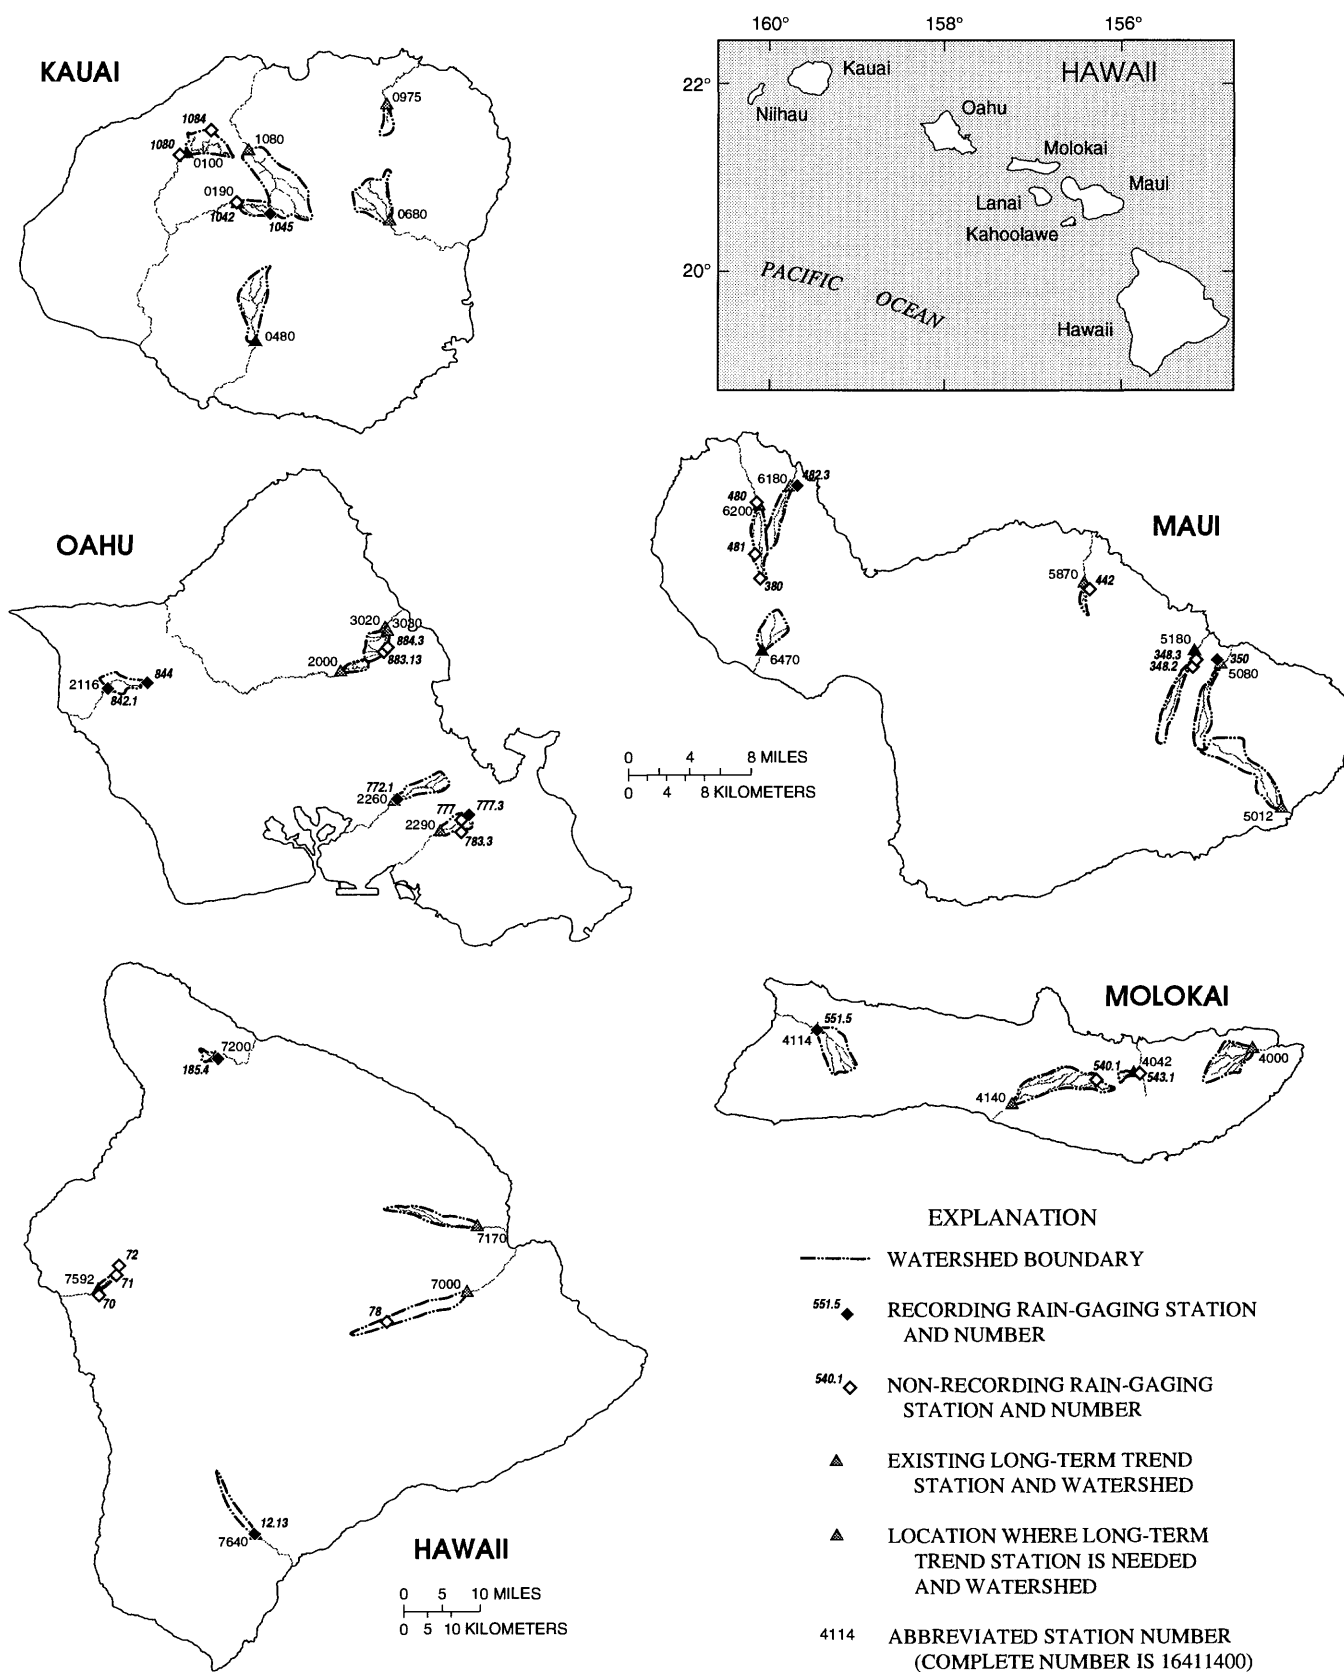 KAUAI
0975
1084
1080
1080
0100
0190
1042
1045
0680
0480
160°
158°
156°
22°
20°
HAWAII
Kauai
Niihau
Oahu
Molokai
Lanai
Maui
Kahoolawe
PACIFIC OCEAN
Hawaii
OAHU
3020
3030
884.3
883.13
2000
2116
844
842.1
772.1
2260
777
777.3
2290
783.3
MAUI
6180
482.3
480
6200
481
380
6470
5870
442
5180
348.3
348.2
350
5080
5012
0 4 8 MILES
0 4 8 KILOMETERS
HAWAII
7200
185.4
7170
72
71
7592
70
7000
78
12.13
7640
0 5 10 MILES
0 5 10 KILOMETERS
MOLOKAI
551.5
4114
540.1
4042
543.1
4000
4140
EXPLANATION
WATERSHED BOUNDARY
551.5 RECORDING RAIN-GAGING STATION
AND NUMBER
540.1 NON-RECORDING RAIN-GAGING
STATION AND NUMBER
EXISTING LONG-TERM TREND
STATION AND WATERSHED
LOCATION WHERE LONG-TERM
TREND STATION IS NEEDED
AND WATERSHED
4114 ABBREVIATED STATION NUMBER
(COMPLETE NUMBER IS 16411400)